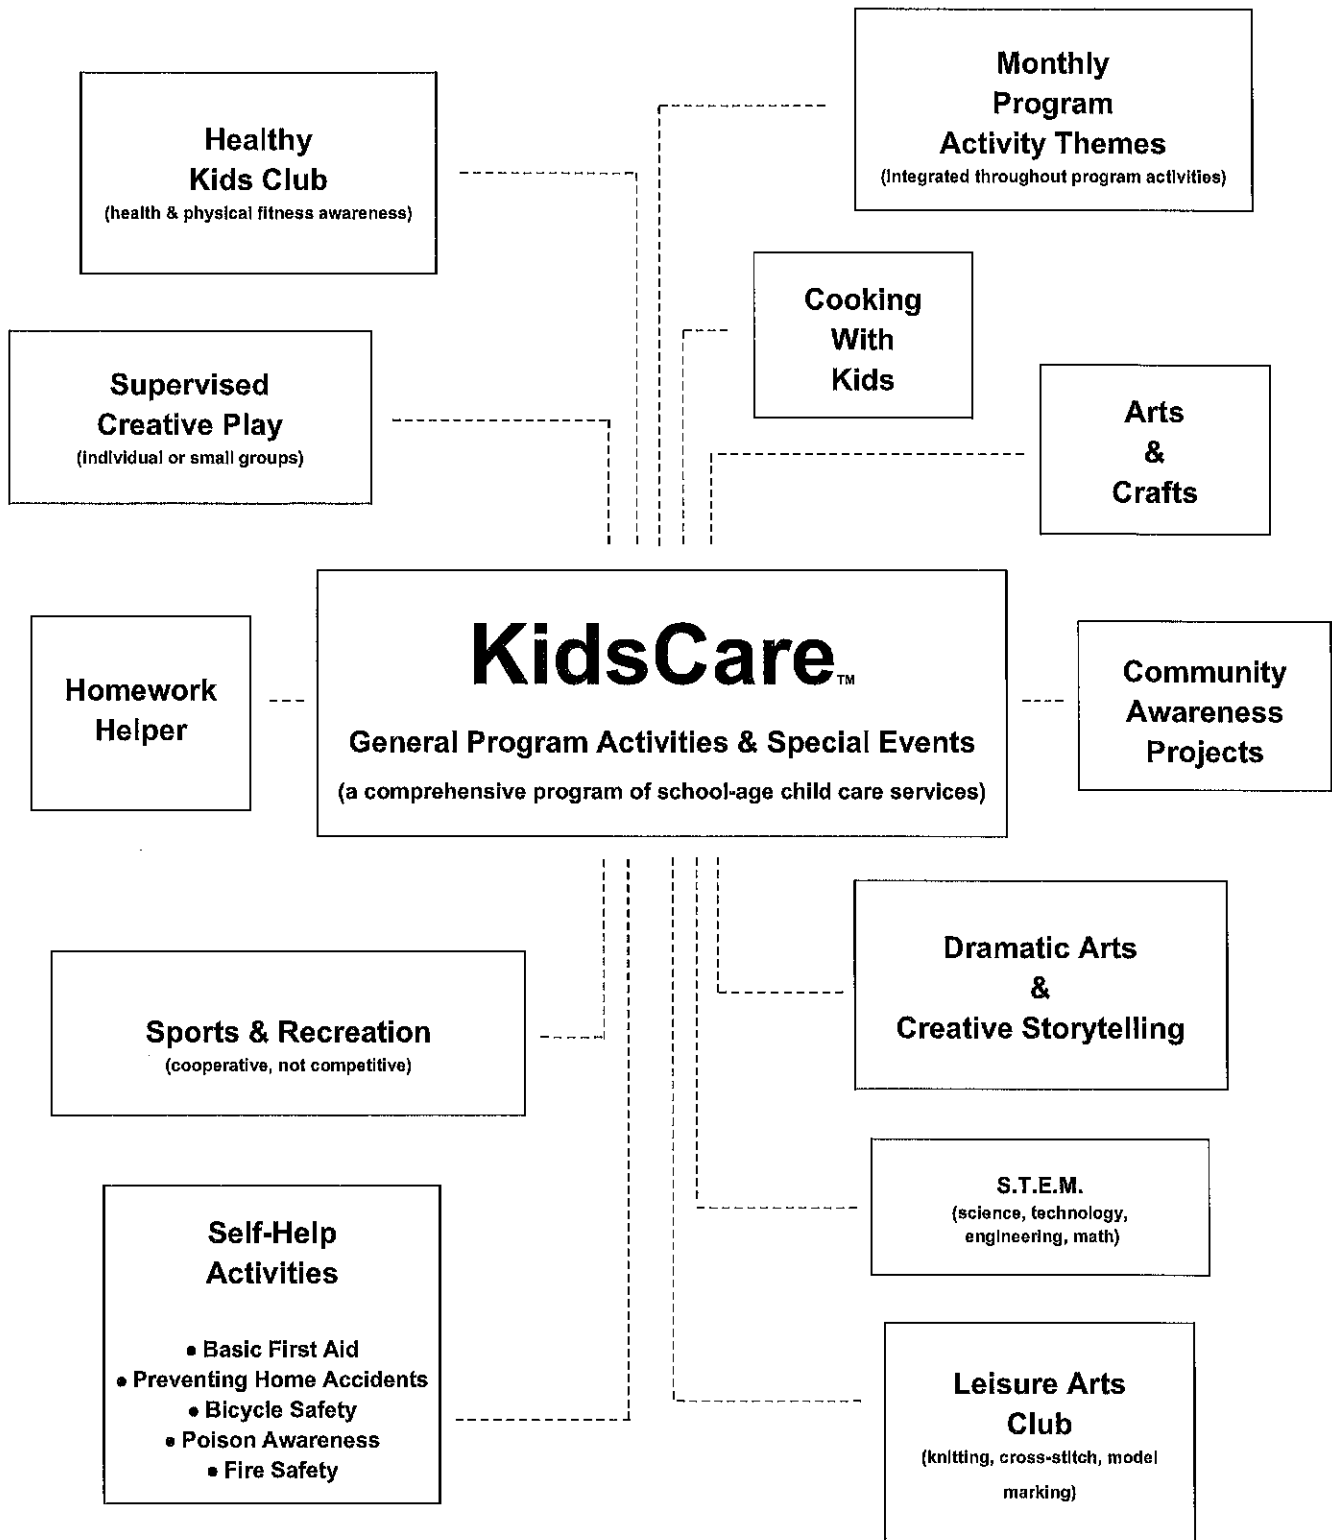 Monthly
Program
Activity Themes
(integrated throughout program activities)
Healthy
Kids Club
(health & physical fitness awareness)
Cooking
With
Kids
Supervised
Creative Play
(individual or small groups)
Arts
&
Crafts
KidsCare™
General Program Activities & Special Events
(a comprehensive program of school-age child care services)
Homework
Helper
Community
Awareness
Projects
Dramatic Arts
&
Creative Storytelling
Sports & Recreation
(cooperative, not competitive)
S.T.E.M.
(science, technology,
engineering, math)
Self-Help
Activities
• Basic First Aid
• Preventing Home Accidents
• Bicycle Safety
• Poison Awareness
• Fire Safety
Leisure Arts
Club
(knitting, cross-stitch, model
marking)